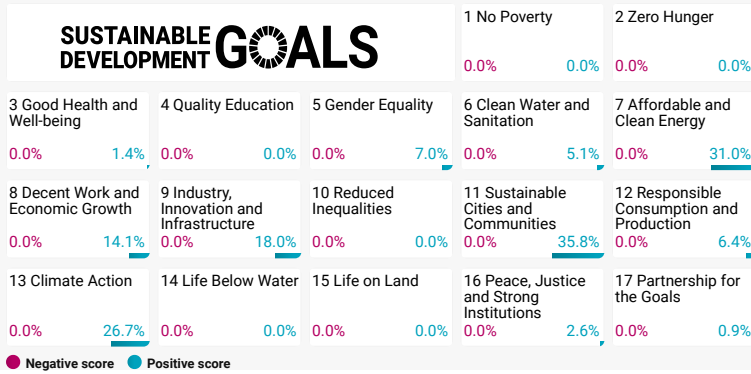 SUSTAINABLE
DEVELOPMENT
GOALS
1 No Poverty
0.0% 0.0%
2 Zero Hunger
0.0% 0.0%
3 Good Health and
Well-being
0.0% 1.4%
4 Quality Education
0.0% 0.0%
5 Gender Equality
0.0% 7.0%
6 Clean Water and
Sanitation
0.0% 5.1%
7 Affordable and
Clean Energy
0.0% 31.0%
8 Decent Work and
Economic Growth
0.0% 14.1%
9 Industry,
Innovation and
Infrastructure
0.0% 18.0%
10 Reduced
Inequalities
0.0% 0.0%
11 Sustainable
Cities and
Communities
0.0% 35.8%
12 Responsible
Consumption and
Production
0.0% 6.4%
13 Climate Action
0.0% 26.7%
14 Life Below Water
0.0% 0.0%
15 Life on Land
0.0% 0.0%
16 Peace, Justice
and Strong
Institutions
0.0% 2.6%
17 Partnership for
the Goals
0.0% 0.9%
Negative score Positive score